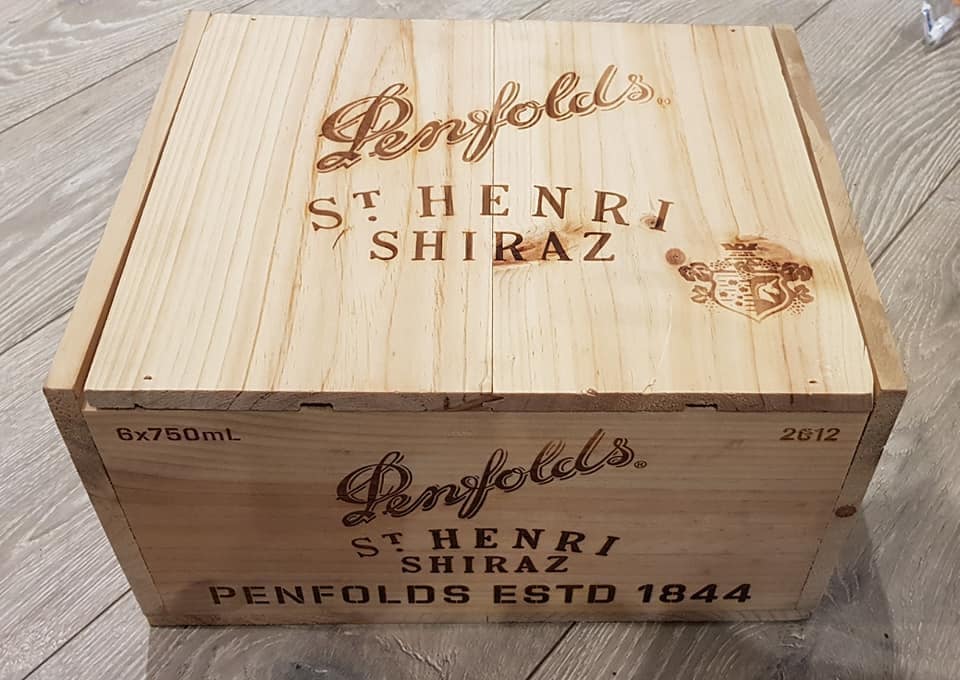 Penfolds
ST. HENRI
SHIRAZ
6x750mL
2012
Penfolds®
ST. HENRI
SHIRAZ
PENFOLDS ESTD 1844